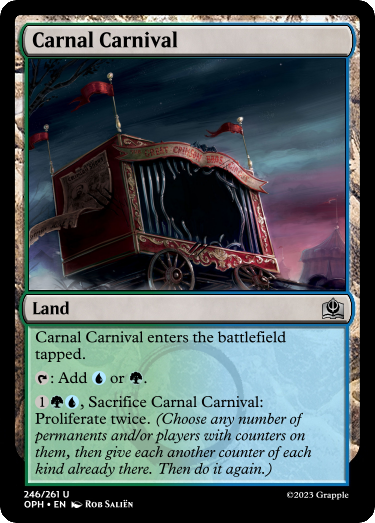 Carnal Carnival
Land
Carnal Carnival enters the battlefield
tapped.
: Add or .
1 , Sacrifice Carnal Carnival:
Proliferate twice. (Choose any number of
permanents and/or players with counters on
them, then give each another counter of each
kind already there. Then do it again.)
246/261 U
OPH • EN ROB SALIËN
©2023 Grapple